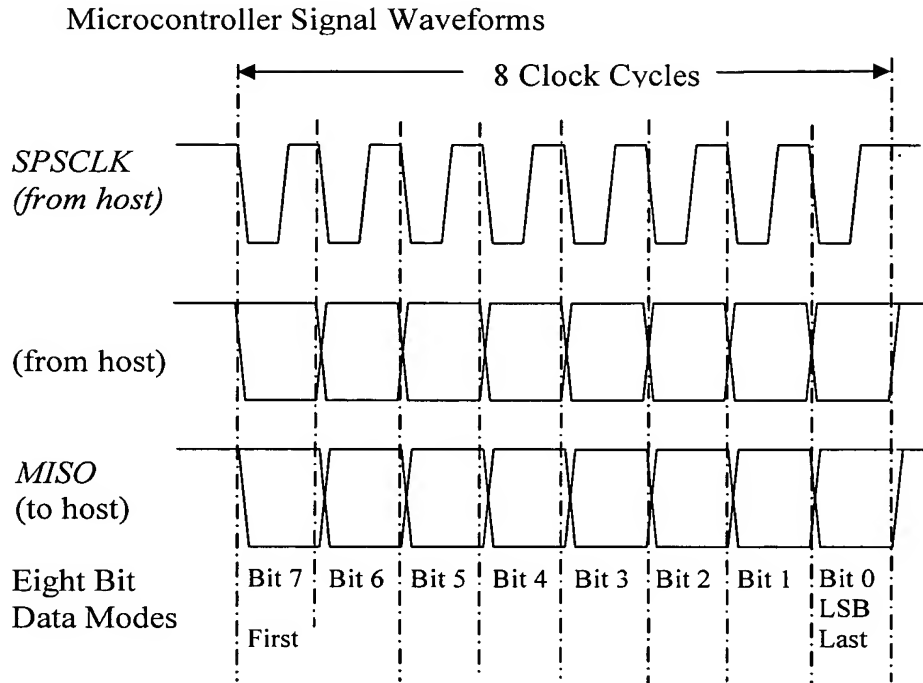 Microcontroller Signal Waveforms
8 Clock Cycles
SPSCLK
(from host)
(from host)
MISO
(to host)
Eight Bit
Data Modes
Bit 7 Bit 6 Bit 5 Bit 4 Bit 3 Bit 2 Bit 1 Bit 0
LSB
First Last